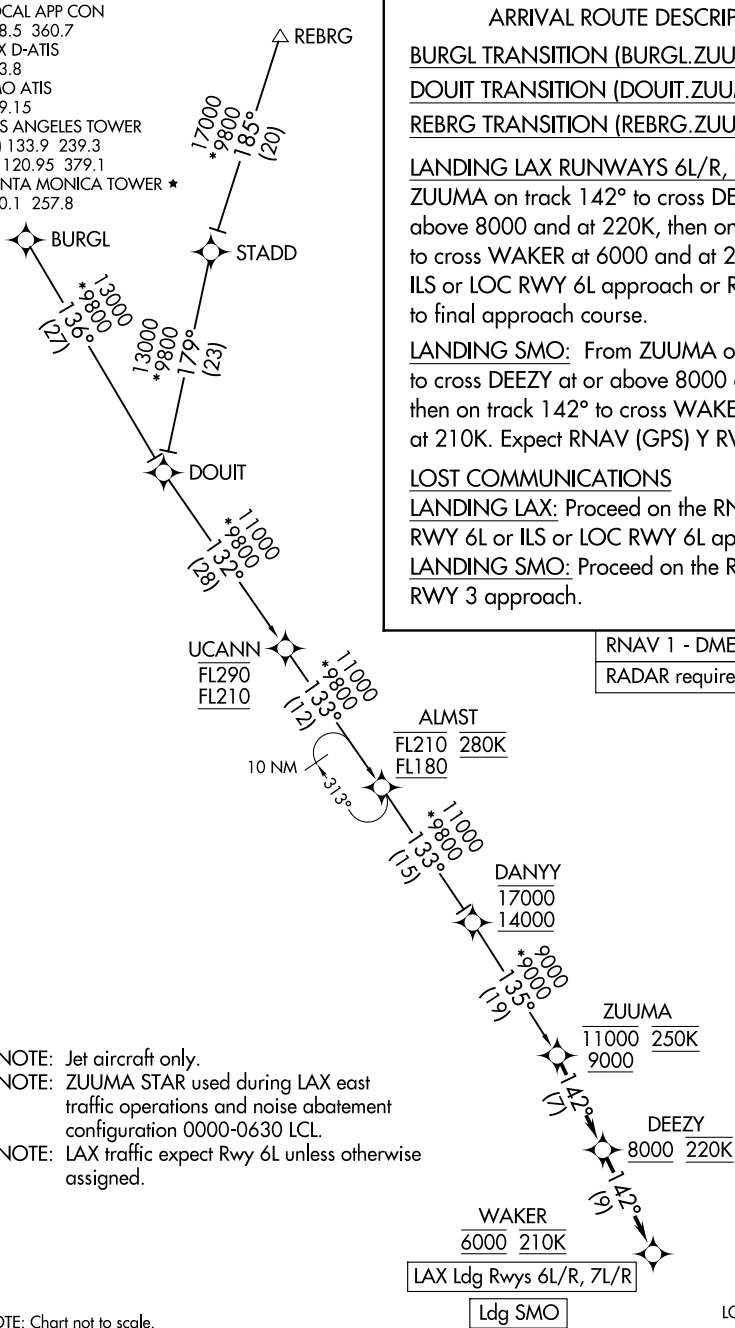 OCAL APP CON
8.5 360.7
X D-ATIS
3.8
O ATIS
9.15
S ANGELES TOWER
) 133.9 239.3
120.95 379.1
NTA MONICA TOWER ★
0.1 257.8
REBRG
17000
*9800
185°
(20)
BURGL
STADD
13000
*9800
136°
(27)
13000
*9800
179°
(23)
DOUIT
11000
*9800
132°
(28)
UCANN
FL290
FL210
11000
*9800
133°
(12)
ALMST
FL210 280K
FL180
10 NM
313°
11000
*9800
133°
(15)
DANYY
17000
14000
9000
*9000
135°
(19)
ZUUMA
11000 250K
9000
142°
(7)
DEEZY
8000 220K
142°
(9)
WAKER
6000 210K
LAX Ldg Rwys 6L/R, 7L/R
Ldg SMO
ARRIVAL ROUTE DESCRIP
BURGL TRANSITION (BURGL.ZUU
DOUIT TRANSITION (DOUIT.ZUU
REBRG TRANSITION (REBRG.ZUU
LANDING LAX RUNWAYS 6L/R,
ZUUMA on track 142° to cross DE
above 8000 and at 220K, then on
to cross WAKER at 6000 and at 2
ILS or LOC RWY 6L approach or R
to final approach course.
LANDING SMO: From ZUUMA o
to cross DEEZY at or above 8000
then on track 142° to cross WAKE
at 210K. Expect RNAV (GPS) Y RV
LOST COMMUNICATIONS
LANDING LAX: Proceed on the RN
RWY 6L or ILS or LOC RWY 6L ap
LANDING SMO: Proceed on the R
RWY 3 approach.
RNAV 1 - DME
RADAR require
NOTE: Jet aircraft only.
NOTE: ZUUMA STAR used during LAX east
traffic operations and noise abatement
configuration 0000-0630 LCL.
NOTE: LAX traffic expect Rwy 6L unless otherwise
assigned.
OTE: Chart not to scale.
LO